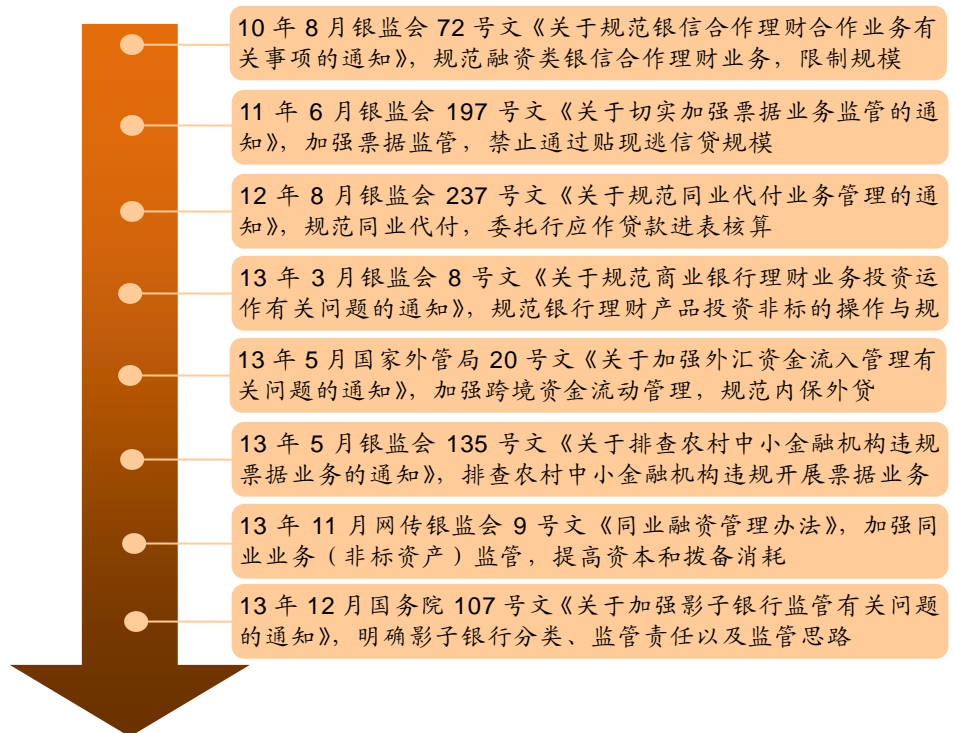 10 年 8 月银监会 72 号文《关于规范银信合作理财合作业务有
关事项的通知》，规范融资类银信合作理财业务，限制规模
11 年 6 月银监会 197 号文《关于切实加强票据业务监管的通
知》，加强票据监管，禁止通过贴现逃信贷规模
12 年 8 月银监会 237 号文《关于规范同业代付业务管理的通
知》，规范同业代付，委托行应作贷款进表核算
13 年 3 月银监会 8 号文《关于规范商业银行理财业务投资运
作有关问题的通知》，规范银行理财产品投资非标的操作与规
13 年 5 月国家外管局 20 号文《关于加强外汇资金流入管理有
关问题的通知》，加强跨境资金流动管理，规范内保外贷
13 年 5 月银监会 135 号文《关于排查农村中小金融机构违规
票据业务的通知》，排查农村中小金融机构违规开展票据业务
13 年 11 月网传银监会 9 号文《同业融资管理办法》，加强同
业业务（非标资产）监管，提高资本和拨备消耗
13 年 12 月国务院 107 号文《关于加强影子银行监管有关问题
的通知》，明确影子银行分类、监管责任以及监管思路